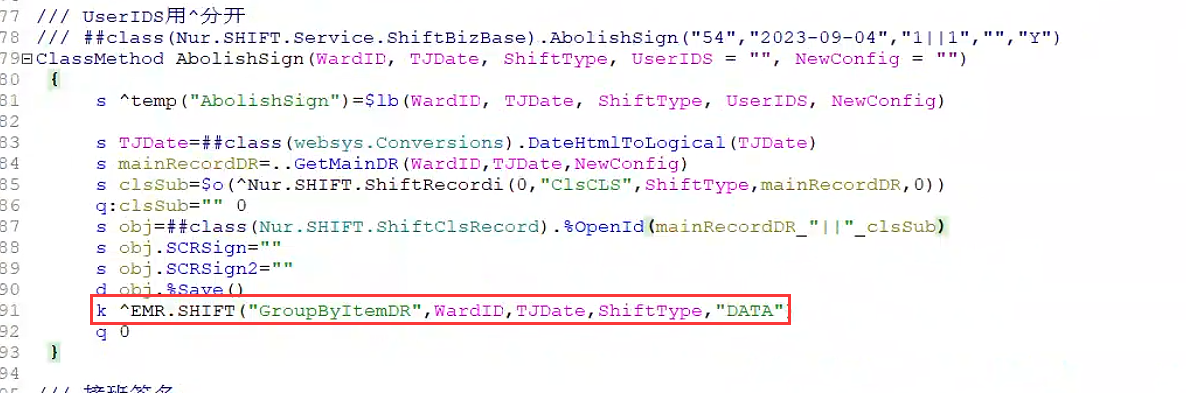 77 /// UserIDS用^分开
78 /// ##class(Nur.SHIFT.Service.ShiftBizBase).AbolishSign("54","2023-09-04","1||1","","Y")
79 ClassMethod AbolishSign(WardID, TJDate, ShiftType, UserIDS = "", NewConfig = "")
80 {
81 s ^temp("AbolishSign")=$lb(WardID, TJDate, ShiftType, UserIDS, NewConfig)
82
83 s TJDate=##class(websys.Conversions).DateHtmlToLogical(TJDate)
84 s mainRecordDR=..GetMainDR(WardID,TJDate,NewConfig)
85 s clsSub=$o(^Nur.SHIFT.ShiftRecordi(0,"ClsCLS",ShiftType,mainRecordDR,0))
86 q:clsSub="" 0
87 s obj=##class(Nur.SHIFT.ShiftClsRecord).%OpenId(mainRecordDR_"||"_clsSub)
88 s obj.SCRSign=""
89 s obj.SCRSign2=""
90 d obj.%Save()
91 k ^EMR.SHIFT("GroupByItemDR",WardID,TJDate,ShiftType,"DATA")
92 q 0
93 }
94
95 /// 接班签名